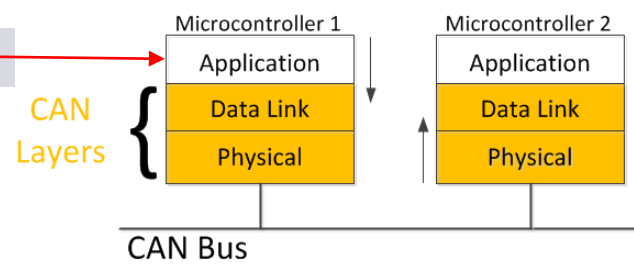 Microcontroller 1
Application
Data Link
Physical
CAN
Layers
Microcontroller 2
Application
Data Link
Physical
CAN Bus